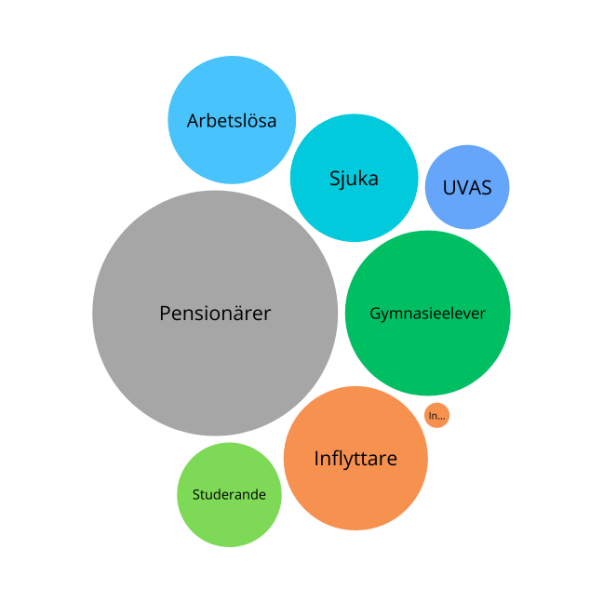 Arbetslösa
Sjuka
UVAS
Pensionärer
Gymnasieelever
In...
Inflyttare
Studerande